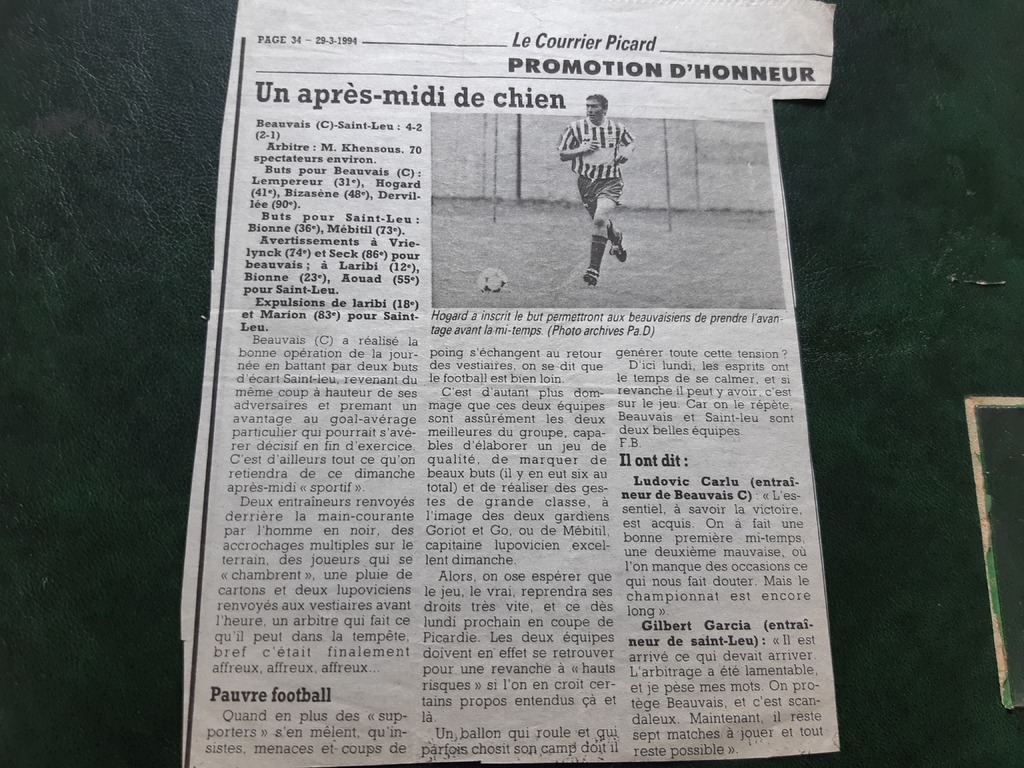 PAGE 34 - 29-3-1994
Le Courrier Picard
PROMOTION D'HONNEUR
Un après-midi de chien
Beauvais (C)-Saint-Leu : 4-2
(2-1)
Arbitre : M. Khensous. 70
spectateurs environ.
Buts pour Beauvais (C) :
Lempereur (31e), Hogard
(41e), Bizasène (48e), Dervil-
lée (90e).
Buts pour Saint-Leu :
Bionne (36e), Mébitil (73e).
Avertissements à Vrie-
lynck (74e) et Seck (86e) pour
beauvais ; à Laribi (12e),
Bionne (23e), Aouad (55e)
pour Saint-Leu.
Expulsions de laribi (18e)
et Marion (83e) pour Saint-
Leu.
Beauvais (C) a réalisé la
bonne opération de la jour-
née en battant par deux buts
d'écart Saint-leu, revenant du
même coup à hauteur de ses
adversaires et premant un
avantage au goal-avérage
particulier qui pourrait s'avé-
rer décisif en fin d'exercice.
C'est d'ailleurs tout ce qu'on
retiendra de ce dimanche
après-midi « sportif ».
Deux entraîneurs renvoyés
derrière la main-courante
par l'homme en noir, des
accrochages multiples sur le
terrain, des joueurs qui se
« chambrent », une pluie de
cartons et deux lupoviciens
renvoyés aux vestiaires avant
l'heure, un arbitre qui fait ce
qu'il peut dans la tempête,
bref c'était finalement
affreux, affreux, affreux...
Pauvre football
Quand en plus des « sup-
porters » s'en mêlent, qu'in-
sistes, menaces et coups de
Hogard a inscrit le but permettront aux beauvaisiens de prendre l'avan-
tage avant la mi-temps. (Photo archives Pa.D)
poing s'échangent au retour
des vestiaires, on se dit que
le football est bien loin.
C'est d'autant plus dom-
mage que ces deux équipes
sont assurément les deux
meilleures du groupe, capa-
bles d'élaborer un jeu de
qualité, de marquer de
beaux buts (il y en eut six au
total) et de réaliser des ges-
tes de grande classe, à
l'image des deux gardiens
Goriot et Go, ou de Mébitil,
capitaine lupovicien excel-
lent dimanche.
Alors, on ose espérer que
le jeu, le vrai, reprendra ses
droits très vite, et ce dès
lundi prochain en coupe de
Picardie. Les deux équipes
doivent en effet se retrouver
pour une revanche à « hauts
risques » si l'on en croit cer-
tains propos entendus çà et
là.
Un ballon qui roule et qui
parfois chosit son camp doit il
générer toute cette tension ?
D'ici lundi, les esprits ont
le temps de se calmer, et si
revanche il peut y avoir, c'est
sur le jeu. Car on le répète,
Beauvais et Saint-leu sont
deux belles équipes.
F.B.
Il ont dit :
Ludovic Carlu (entraî-
neur de Beauvais C) : « L'es-
sentiel, à savoir la victoire,
est acquis. On a fait une
bonne première mi-temps,
une deuxième mauvaise, où
l'on manque des occasions ce
qui nous fait douter. Mais le
championnat est encore
long ».
Gilbert Garcia (entraî-
neur de saint-Leu) : « Il est
arrivé ce qui devait arriver.
L'arbitrage a été lamentable,
et je pèse mes mots. On pro-
tège Beauvais, et c'est scan-
daleux. Maintenant, il reste
sept matches à jouer et tout
reste possible ».